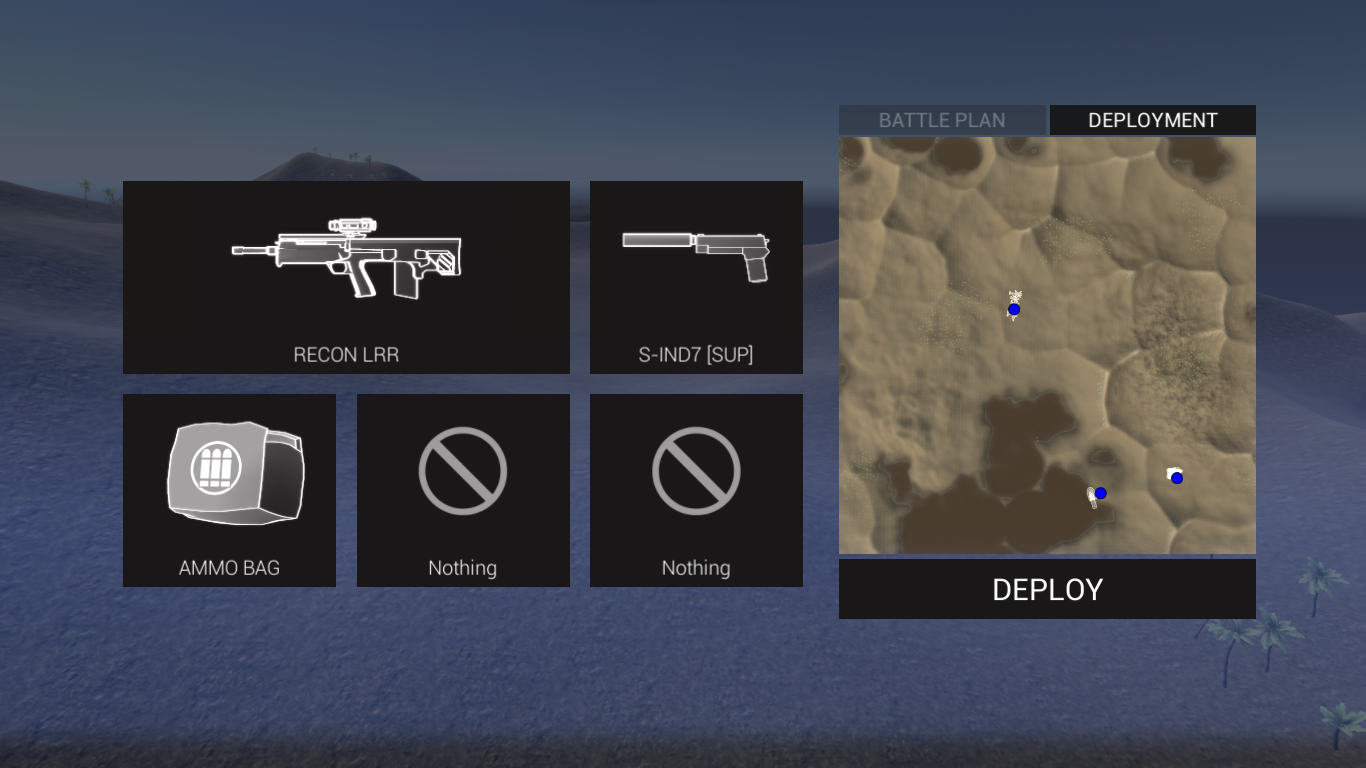 BATTLE PLAN
DEPLOYMENT
RECON LRR
S-IND7 [SUP]
AMMO BAG
Nothing
Nothing
DEPLOY